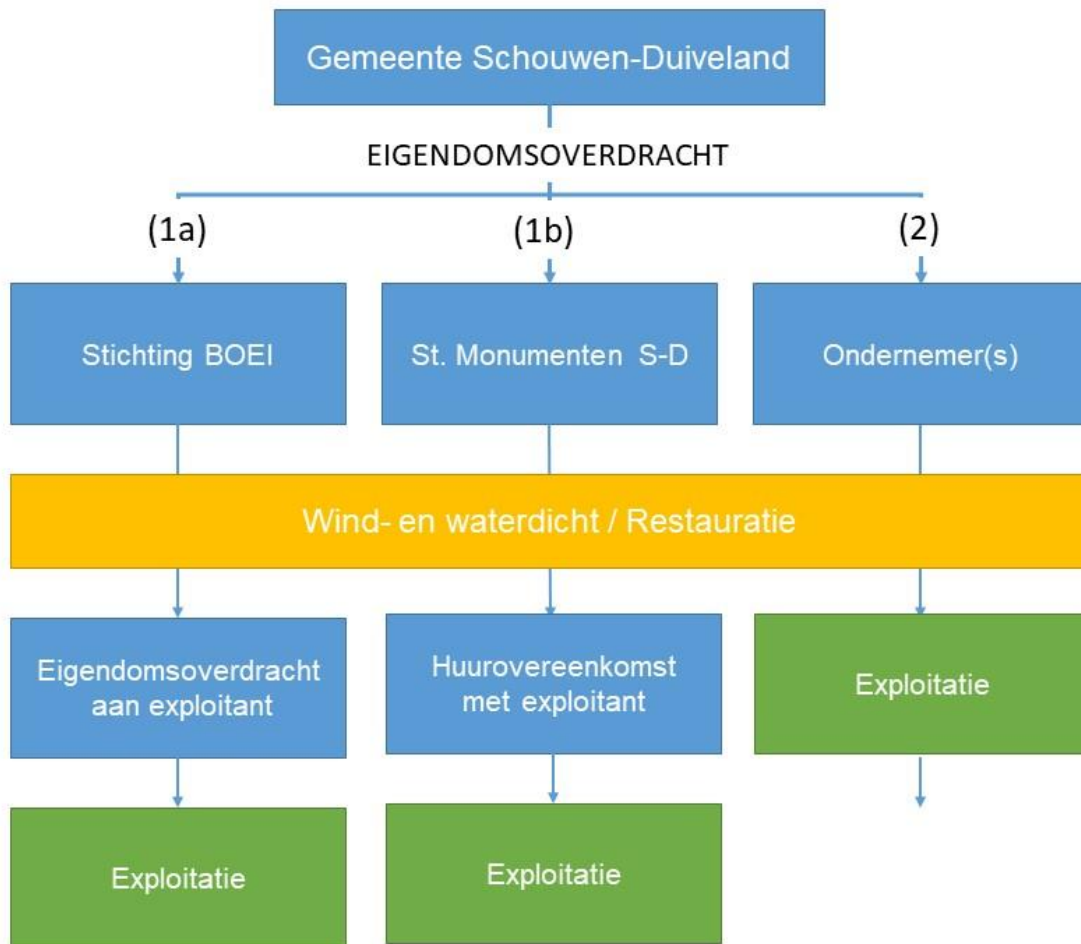 Gemeente Schouwen-Duiveland
EIGENDOMSOVERDRACHT
(1a)
(1b)
(2)
Stichting BOEI
St. Monumenten S-D
Ondernemer(s)
Wind- en waterdicht / Restauratie
Eigendomsoverdracht
aan exploitant
Huurovereenkomst
met exploitant
Exploitatie
Exploitatie
Exploitatie